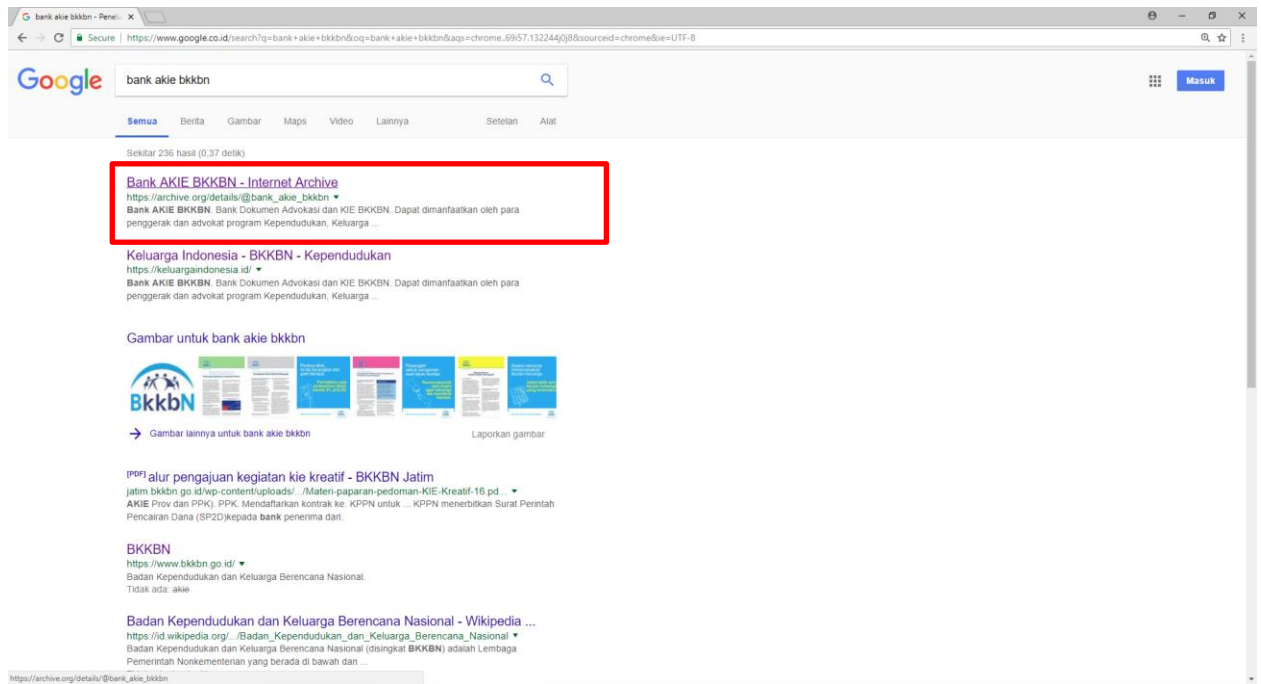 bank akie bkkbn - Penel
Secure | https://www.google.co.id/search?q=bank+akie+bkkbn&oq=bank+akie+bkkbn&aqs=chrome..69i57.132244j0j8&sourceid=chrome&ie=UTF-8
Google bank akie bkkbn Masuk
Semua Berita Gambar Maps Video Lainnya Setelan Alat
Sekitar 236 hasil (0,37 detik)
Bank AKIE BKKBN - Internet Archive
https://archive.org/details/@bank_akie_bkkbn
Bank AKIE BKKBN. Bank Dokumen Advokasi dan KIE BKKBN. Dapat dimanfaatkan oleh para
penggerak dan advokat program Kependudukan, Keluarga ...
Keluarga Indonesia - BKKBN - Kependudukan
https://keluargaindonesia.id/
Bank AKIE BKKBN. Bank Dokumen Advokasi dan KIE BKKBN. Dapat dimanfaatkan oleh para
penggerak dan advokat program Kependudukan, Keluarga ...
Gambar untuk bank akie bkkbn
BkkbN
Gambar lainnya untuk bank akie bkkbn Laporkan gambar
[PDF] alur pengajuan kegiatan kie kreatif - BKKBN Jatim
jatim.bkkbn.go.id/wp-content/uploads/.../Materi-paparan-pedoman-KIE-Kreatif-16.pd...
AKIE Prov dan PPK). PPK. Mendaftarkan kontrak ke. KPPN untuk ... KPPN menerbitkan Surat Perintah
Pencairan Dana (SP2D)kepada bank penerima dari.
BKKBN
https://www.bkkbn.go.id/
Badan Kependudukan dan Keluarga Berencana Nasional.
Tidak ada: akie
Badan Kependudukan dan Keluarga Berencana Nasional - Wikipedia ...
https://id.wikipedia.org/.../Badan_Kependudukan_dan_Keluarga_Berencana_Nasional
Badan Kependudukan dan Keluarga Berencana Nasional (disingkat BKKBN) adalah Lembaga
Pemerintah Nonkementerian yang berada di bawah dan ...
https://archive.org/details/@bank_akie_bkkbn